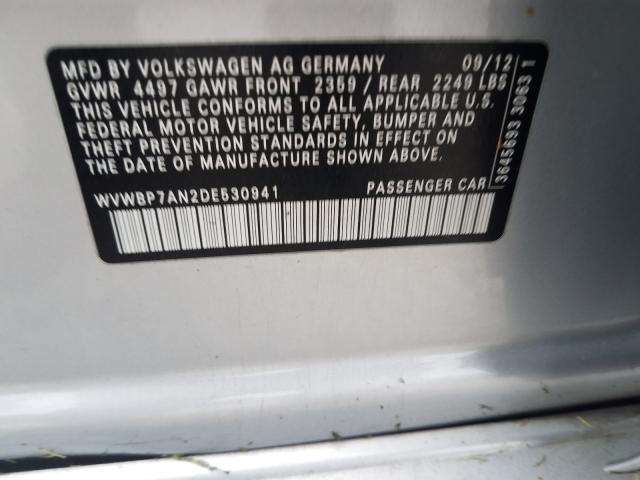 MFD BY VOLKSWAGEN AG GERMANY 09/12
GVWR 4497 GAWR FRONT 2359 / REAR 2249 LBS
THIS VEHICLE CONFORMS TO ALL APPLICABLE U.S.
FEDERAL MOTOR VEHICLE SAFETY, BUMPER AND
THEFT PREVENTION STANDARDS IN EFFECT ON
THE DATE OF MANUFACTURE SHOWN ABOVE.
WVWBP7AN2DE530941 PASSENGER CAR
3645693 3063 1